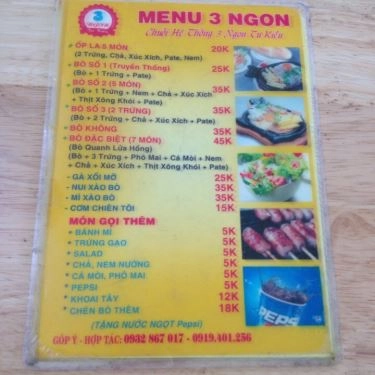 3
MENU 3 NGON
Chuỗi Hệ Thống 3 Ngon Tư Kiều
+ ỐP LA 5 MÓN 20K
(2 Trứng, Chả, Xúc Xích, Pate, Nem)
+ BÒ SỐ 1 (Truyền Thống) 25K
(Bò + 1 Trứng + Pate)
+ BÒ SỐ 2 (5 MÓN) 35K
(Bò + 1 Trứng + Nem + Chả + Xúc Xích
+ Thịt Xông Khói + Pate)
+ BÒ SỐ 3 (2 TRỨNG) 35K
(Bò + 2 Trứng + Chả + Xúc Xích + Pate)
+ BÒ KHÔNG 35K
+ BÒ ĐẶC BIỆT (7 MÓN) 45K
(Bò Quanh Lửa Hồng)
(Bò + 3 Trứng + Phô Mai + Cá Mòi + Nem
+ Chả + Xúc Xích + Thịt Xông Khói + Pate)
- GÀ XỐI MỠ 25K
- NUI XÀO BÒ 35K
- MÌ XÀO BÒ 35K
- CƠM CHIÊN TỎI 15K
MÓN GỌI THÊM
+ BÁNH MÌ 5K
+ TRỨNG GẠO 5K
+ SALAD 5K
+ CHẢ, NEM NƯỚNG 5K
+ CÁ MÒI, PHÔ MAI 5K
+ PEPSI 5K
+ KHOAI TÂY 12K
+ CHÉN BÒ THÊM 18K
(TẶNG NƯỚC NGỌT Pepsi)
GÓP Ý - HỢP TÁC: 0932 867 017 - 0919.401.256
PEPSI